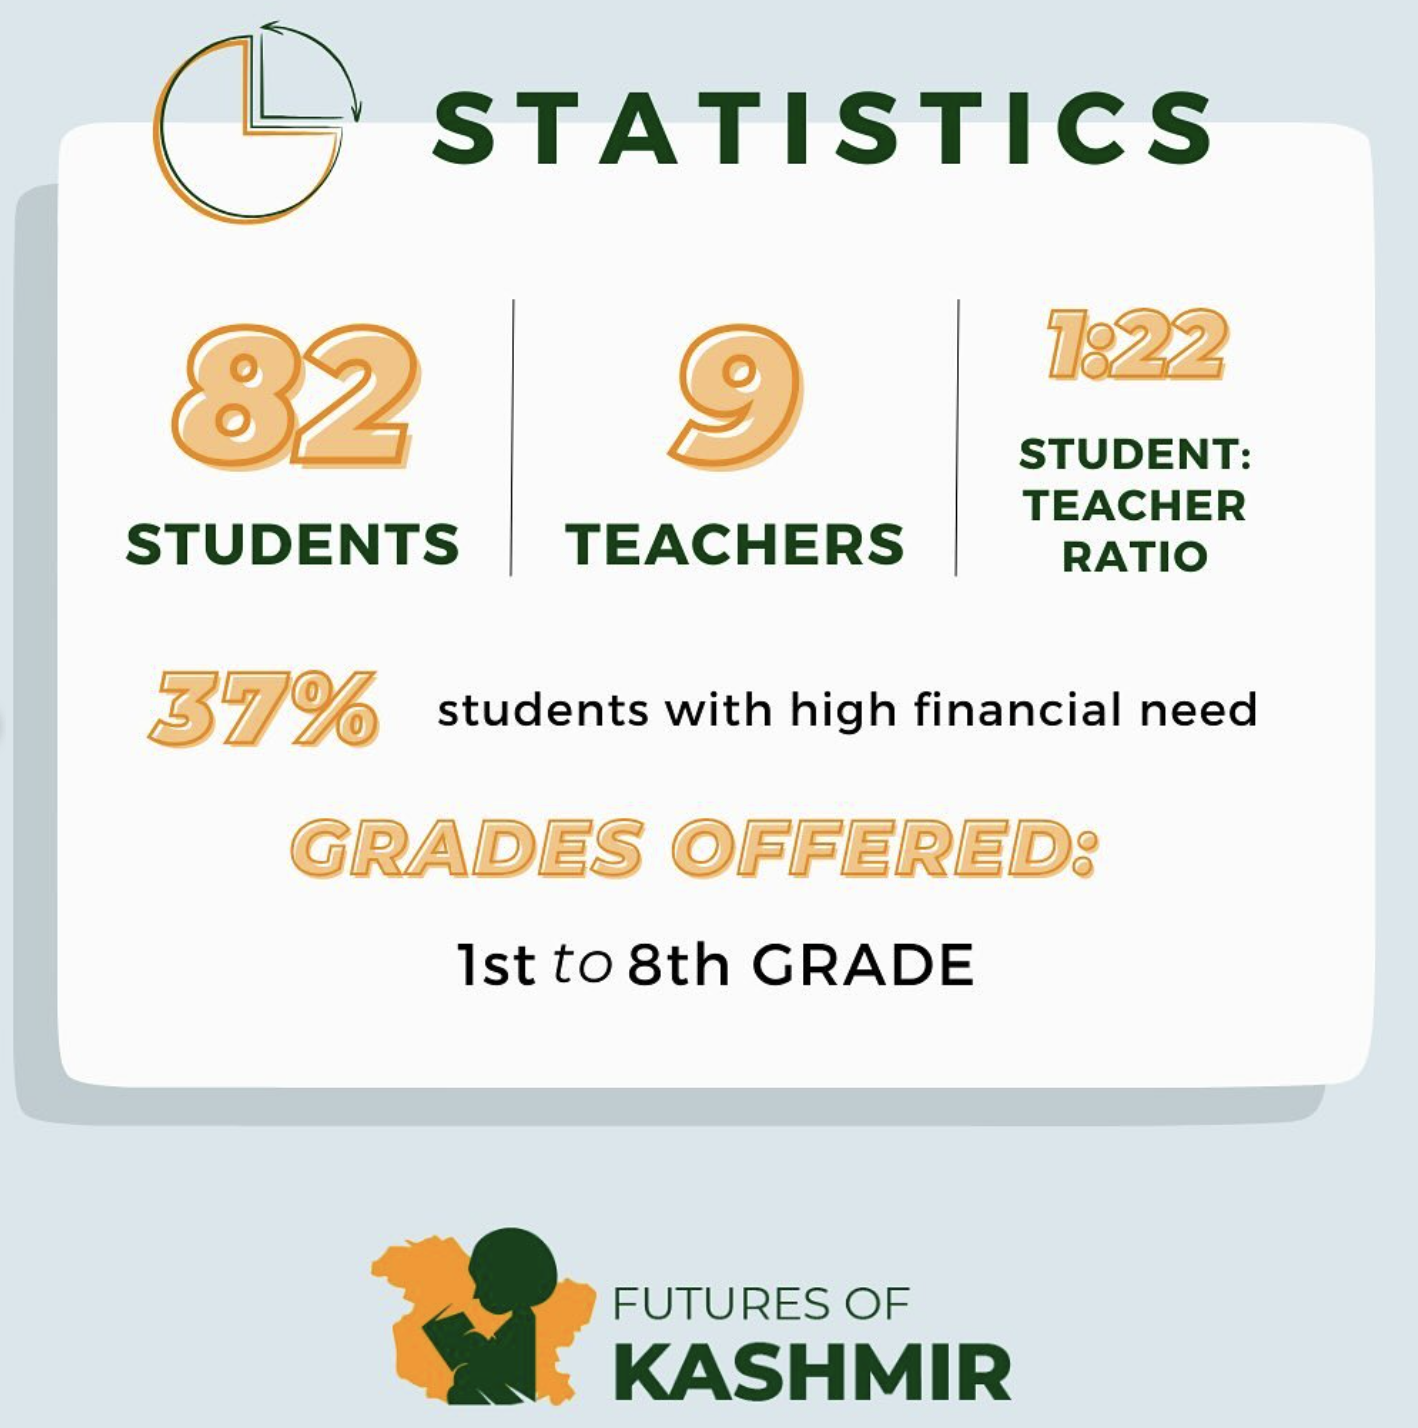 STATISTICS
82
STUDENTS
9
TEACHERS
1:22
STUDENT:
TEACHER
RATIO
37%
students with high financial need
GRADES OFFERED:
1st to 8th GRADE
FUTURES OF
KASHMIR